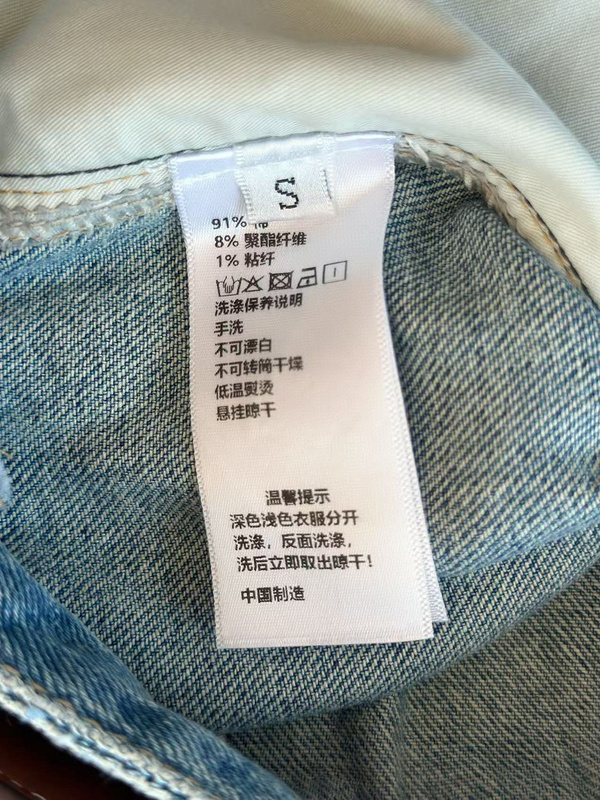 S
91%
8% 聚酯纤维
1% 粘纤
洗涤保养说明
手洗
不可漂白
不可转筒干燥
低温熨烫
悬挂晾干
温馨提示
深色浅色衣服分开
洗涤，反面洗涤，
洗后立即取出晾干！
中国制造